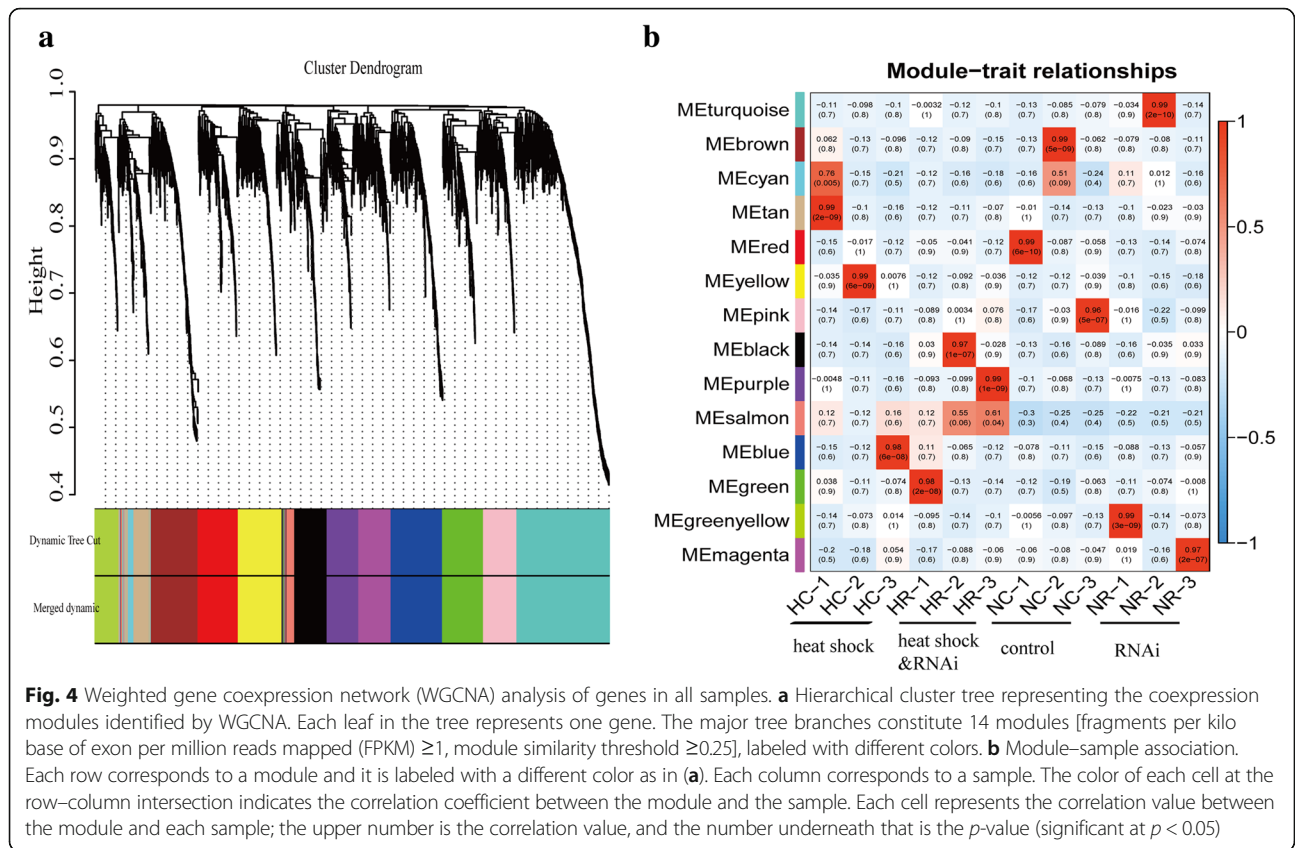 a
Cluster Dendrogram
Height
1.0
0.9
0.8
0.7
0.6
0.5
0.4
Dynamic Tree Cut
Merged dynamic
b
Module−trait relationships
MEturquoise −0.11 −0.098 −0.1 −0.0032 −0.12 −0.1 −0.13 −0.085 −0.079 −0.034 0.99 −0.14
(0.7) (0.8) (0.8) (1) (0.7) (0.8) (0.7) (0.8) (0.8) (0.9) (2e−10) (0.7)
MEbrown 0.062 −0.13 −0.096 −0.12 −0.09 −0.15 −0.13 0.99 −0.062 −0.079 −0.08 −0.11
(0.8) (0.7) (0.8) (0.7) (0.8) (0.7) (0.7) (5e−09) (0.8) (0.8) (0.8) (0.7)
MEcyan 0.76 −0.15 −0.21 −0.12 −0.16 −0.18 −0.16 0.51 −0.24 0.11 0.012 −0.16
(0.005) (0.7) (0.5) (0.7) (0.6) (0.6) (0.6) (0.09) (0.4) (0.7) (1) (0.6)
MEtan 0.99 −0.1 −0.16 −0.12 −0.11 −0.07 −0.01 −0.14 −0.13 −0.1 −0.023 −0.03
(2e−09) (0.8) (0.6) (0.7) (0.7) (0.8) (1) (0.7) (0.7) (0.8) (0.9) (0.9)
MEred −0.15 −0.017 −0.12 −0.05 −0.041 −0.12 0.99 −0.087 −0.058 −0.13 −0.14 −0.074
(0.6) (1) (0.7) (0.9) (0.9) (0.7) (6e−10) (0.8) (0.9) (0.7) (0.7) (0.8)
MEyellow −0.035 0.99 0.0076 −0.12 −0.092 −0.036 −0.12 −0.12 −0.039 −0.1 −0.15 −0.18
(0.9) (6e−09) (1) (0.7) (0.8) (0.9) (0.7) (0.7) (0.9) (0.8) (0.6) (0.6)
MEpink −0.14 −0.17 −0.11 −0.089 0.0034 0.076 −0.17 −0.03 0.96 −0.016 −0.22 −0.099
(0.7) (0.6) (0.7) (0.8) (1) (0.8) (0.6) (0.9) (5e−07) (1) (0.5) (0.8)
MEblack −0.14 −0.14 −0.16 0.03 0.97 −0.028 −0.13 −0.16 −0.089 −0.16 −0.035 0.033
(0.7) (0.7) (0.6) (0.9) (1e−07) (0.9) (0.7) (0.6) (0.8) (0.6) (0.9) (0.9)
MEpurple −0.0048 −0.11 −0.16 −0.093 −0.099 0.99 −0.1 −0.068 −0.13 −0.0075 −0.13 −0.083
(1) (0.7) (0.6) (0.8) (0.8) (1e−09) (0.7) (0.8) (0.7) (1) (0.7) (0.8)
MEsalmon 0.12 −0.12 0.16 0.12 0.55 0.61 −0.3 −0.25 −0.25 −0.22 −0.21 −0.21
(0.7) (0.7) (0.6) (0.7) (0.06) (0.04) (0.3) (0.4) (0.4) (0.5) (0.5) (0.5)
MEblue −0.15 −0.12 0.98 0.11 −0.065 −0.12 −0.078 −0.11 −0.15 −0.088 −0.13 −0.057
(0.6) (0.7) (6e−08) (0.7) (0.8) (0.7) (0.8) (0.7) (0.6) (0.8) (0.7) (0.9)
MEgreen 0.038 −0.11 −0.074 0.98 −0.13 −0.14 −0.12 −0.19 −0.063 −0.11 −0.074 −0.008
(0.9) (0.7) (0.8) (2e−08) (0.7) (0.7) (0.7) (0.5) (0.8) (0.7) (0.8) (1)
MEgreenyellow −0.14 −0.073 0.014 −0.095 −0.14 −0.1 −0.0056 −0.097 −0.13 0.99 −0.14 −0.073
(0.7) (0.8) (1) (0.8) (0.7) (0.7) (1) (0.8) (0.7) (3e−09) (0.7) (0.8)
MEmagenta −0.2 −0.18 0.054 −0.17 −0.088 −0.06 −0.06 −0.08 −0.047 0.019 −0.16 0.97
(0.5) (0.6) (0.9) (0.6) (0.8) (0.9) (0.9) (0.8) (0.9) (1) (0.6) (2e−07)
HC−1 HC−2 HC−3 HR−1 HR−2 HR−3 NC−1 NC−2 NC−3 NR−1 NR−2 NR−3
heat shock
heat shock
&RNAi
control
RNAi
1
0.5
0
−0.5
−1
Fig. 4 Weighted gene coexpression network (WGCNA) analysis of genes in all samples. a Hierarchical cluster tree representing the coexpression
modules identified by WGCNA. Each leaf in the tree represents one gene. The major tree branches constitute 14 modules [fragments per kilo
base of exon per million reads mapped (FPKM) ≥1, module similarity threshold ≥0.25], labeled with different colors. b Module–sample association.
Each row corresponds to a module and it is labeled with a different color as in (a). Each column corresponds to a sample. The color of each cell at the
row–column intersection indicates the correlation coefficient between the module and the sample. Each cell represents the correlation value between
the module and each sample; the upper number is the correlation value, and the number underneath that is the p-value (significant at p < 0.05)